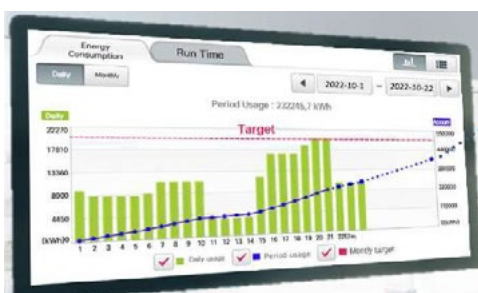 Energy Consumption
Run Time
Daily
Monthly
2022-10-1 ~ 2022-10-22
Period Usage : 232245,7 kWh
Daily
Target
22270
17810
13360
8900
4450
(kWh)
1 2 3 4 5 6 7 8 9 10 11 12 13 14 15 16 17 18 19 20 21
Daily usage
Period usage
Montly target